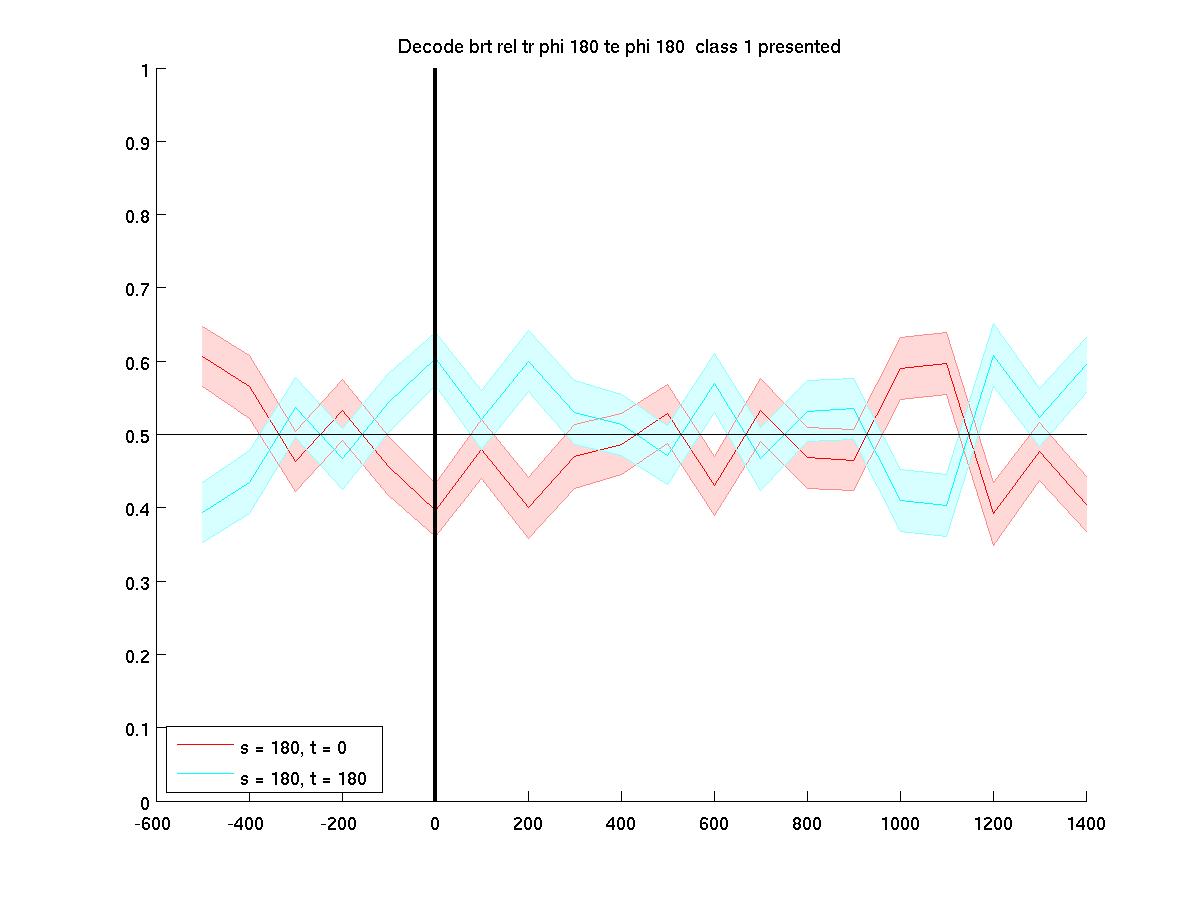 Decode brt rel tr phi 180 te phi 180  class 1 presented
1
0.9
0.8
0.7
0.6
0.5
0.4
0.3
0.2
0.1
0
s = 180, t = 0
s = 180, t = 180
-600 -400 -200 0 200 400 600 800 1000 1200 1400